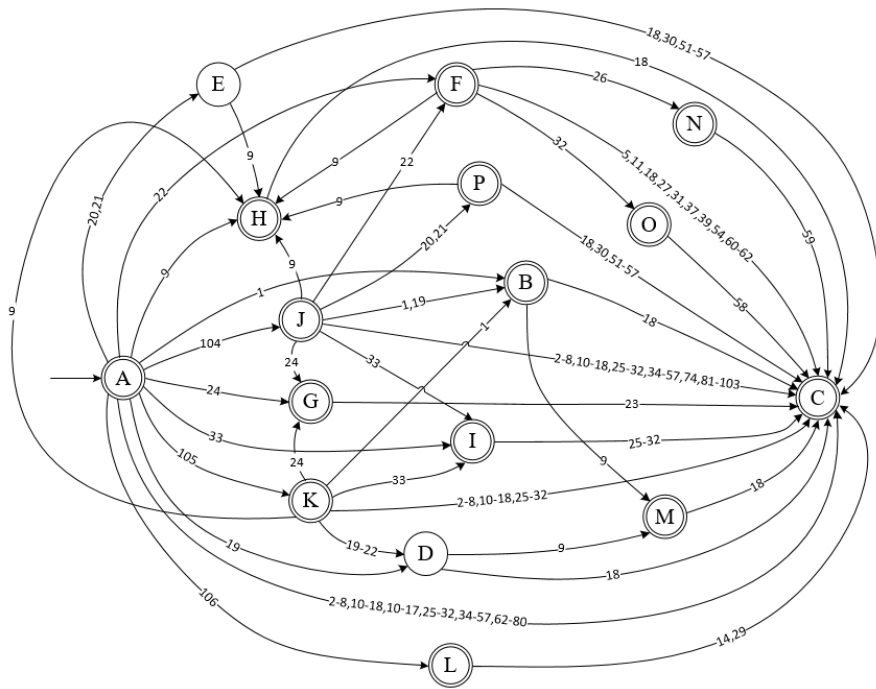 18,30,51-57
18
E
F
26
N
20,21
22
9
9
22
32
5,11,18,27,31,37,39,54,60-62
P
9
H
O
59
9
20,21
18,30,51-57
9
9
1
B
1,19
58
18
J
104
1
33
2-8,10-18,25-32,34-57,74,81-103
24
A
24
G
23
C
33
I
25-32
105
24
9
33
K
2-8,10-18,25-32
18
M
19
19-22
D
9
18
106
2-8,10-18,10-17,25-32,34-57,62-80
14,29
L